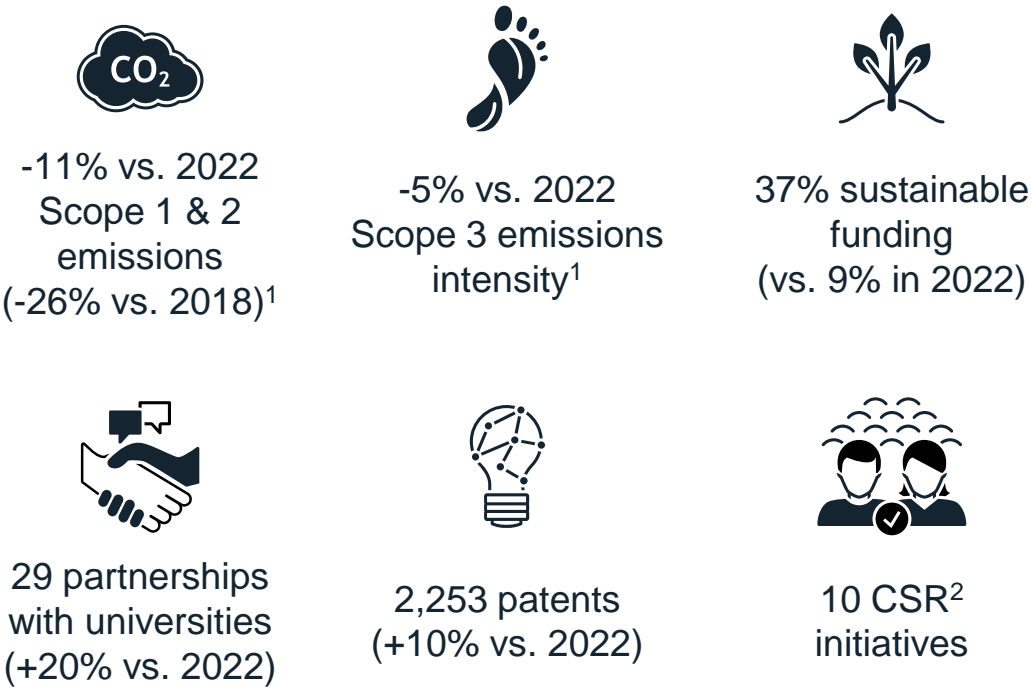 CO₂
-11% vs. 2022
Scope 1 & 2
emissions
(-26% vs. 2018)¹
-5% vs. 2022
Scope 3 emissions
intensity¹
37% sustainable
funding
(vs. 9% in 2022)
29 partnerships
with universities
(+20% vs. 2022)
2,253 patents
(+10% vs. 2022)
10 CSR²
initiatives